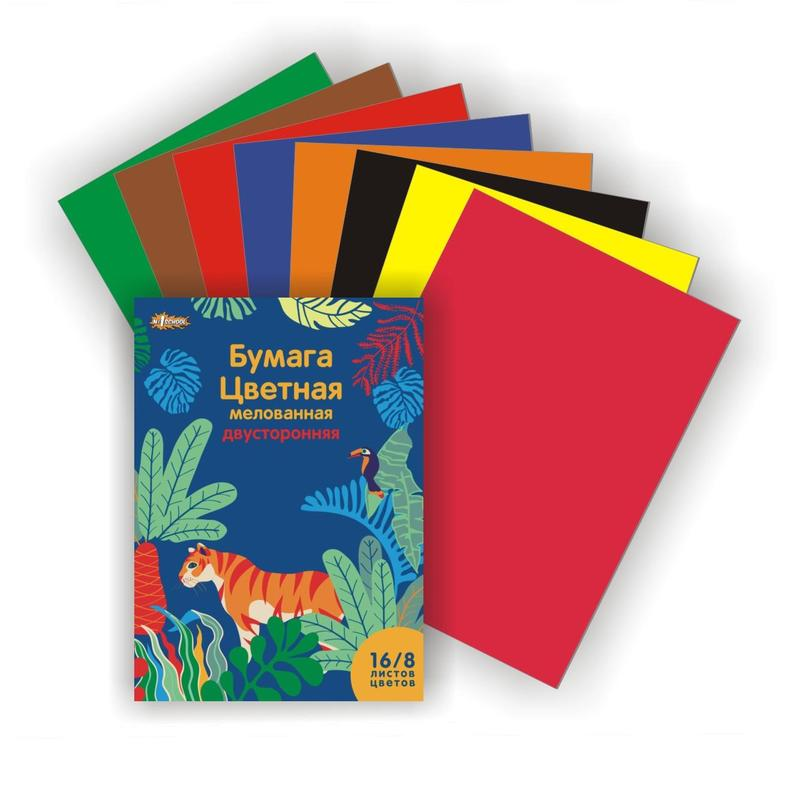 №1 SCHOOL
Бумага
Цветная
мелованная
двусторонняя
16/8
листов
цветов